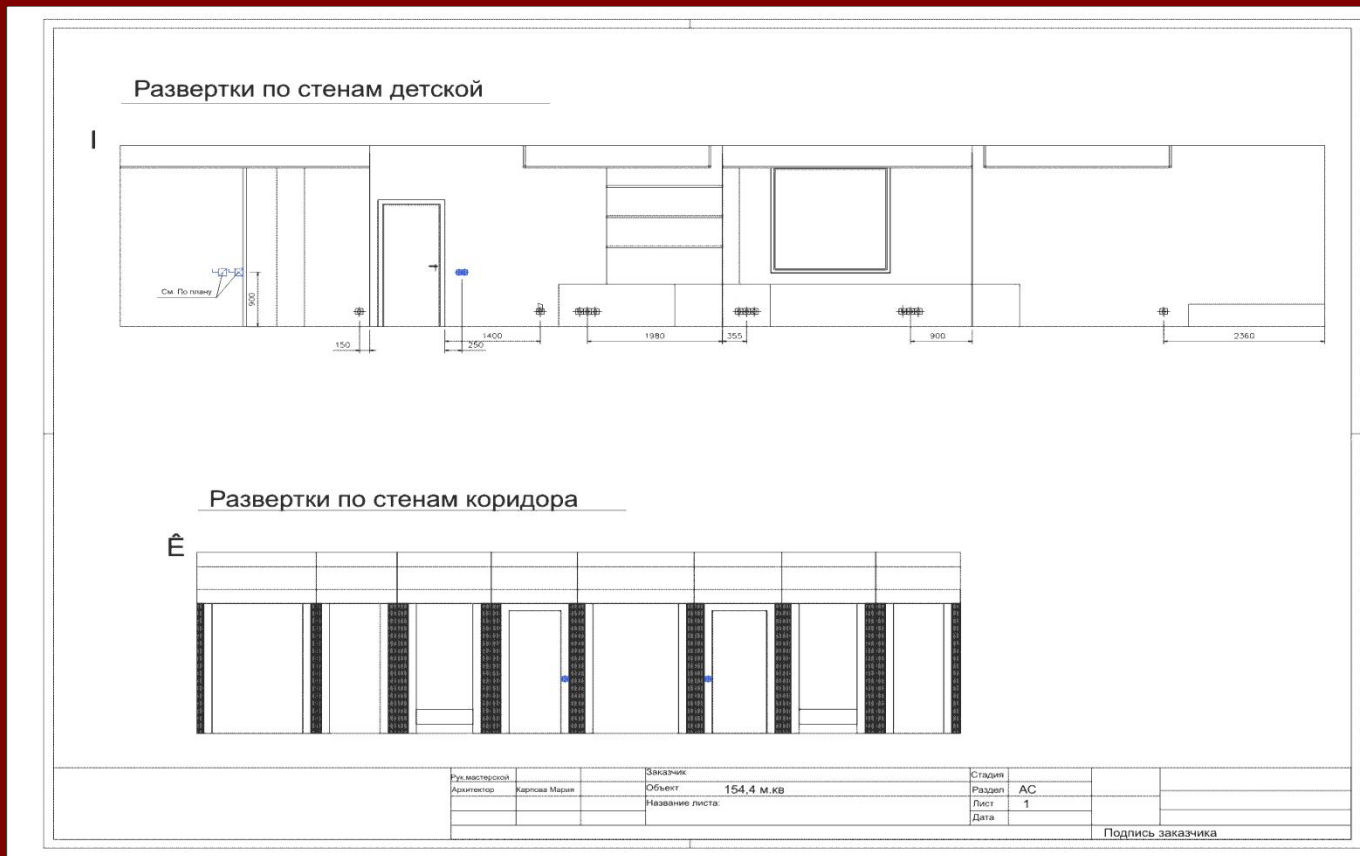 Развертки по стенам детской
I
См. По плану
900
150
1400
250
1980
355
900
2360
Развертки по стенам коридора
Ê
Рук.мастерской
Заказчик
Стадия
Архитектор Карпова Мария
Объект 154,4 м.кв
Раздел АС
Название листа:
Лист 1
Дата
Подпись заказчика